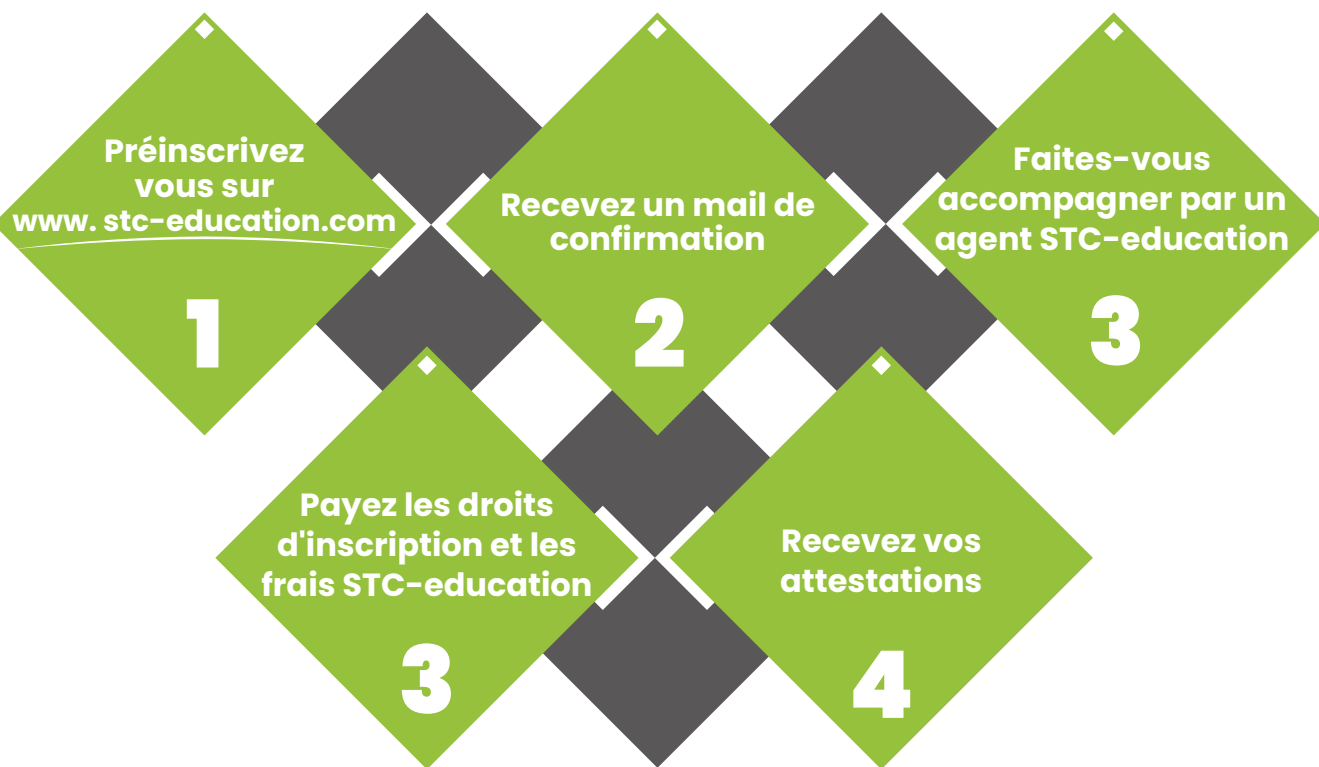 Préinscrivez
vous sur
www. stc-education.com
1
Recevez un mail de
confirmation
2
Faites-vous
accompagner par un
agent STC-education
3
Payez les droits
d'inscription et les
frais STC-education
3
Recevez vos
attestations
4